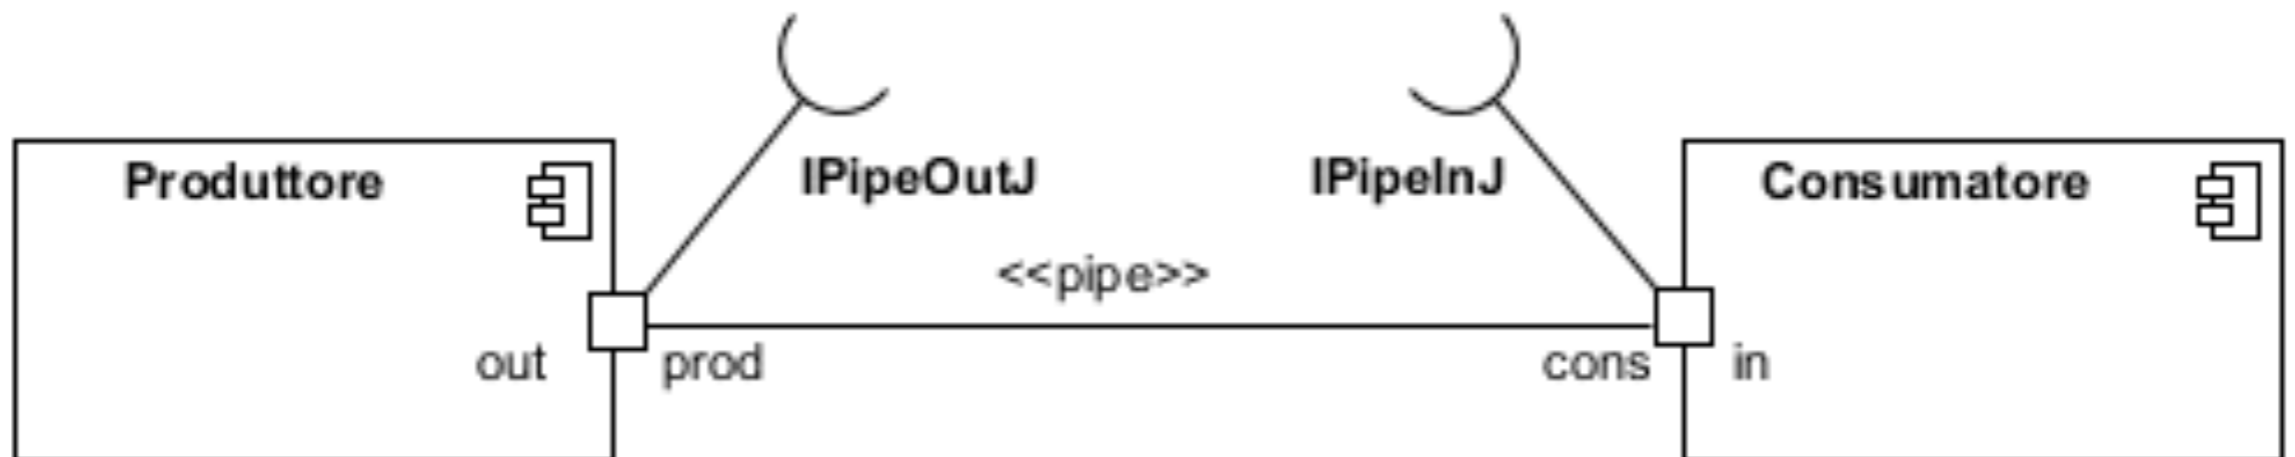 Produttore
IPipeOutJ
IPipeInJ
Consumatore
<<pipe>>
out
prod
cons
in